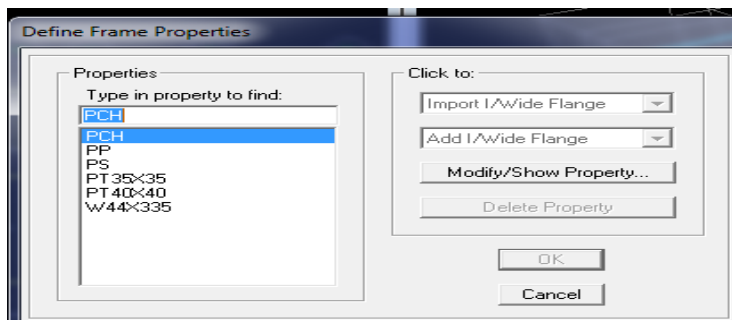 Define Frame Properties
Properties
Type in property to find:
PCH
PCH
PP
PS
PT35X35
PT40X40
W44X335
Click to:
Import I/Wide Flange
Add I/Wide Flange
Modify/Show Property...
Delete Property
OK
Cancel